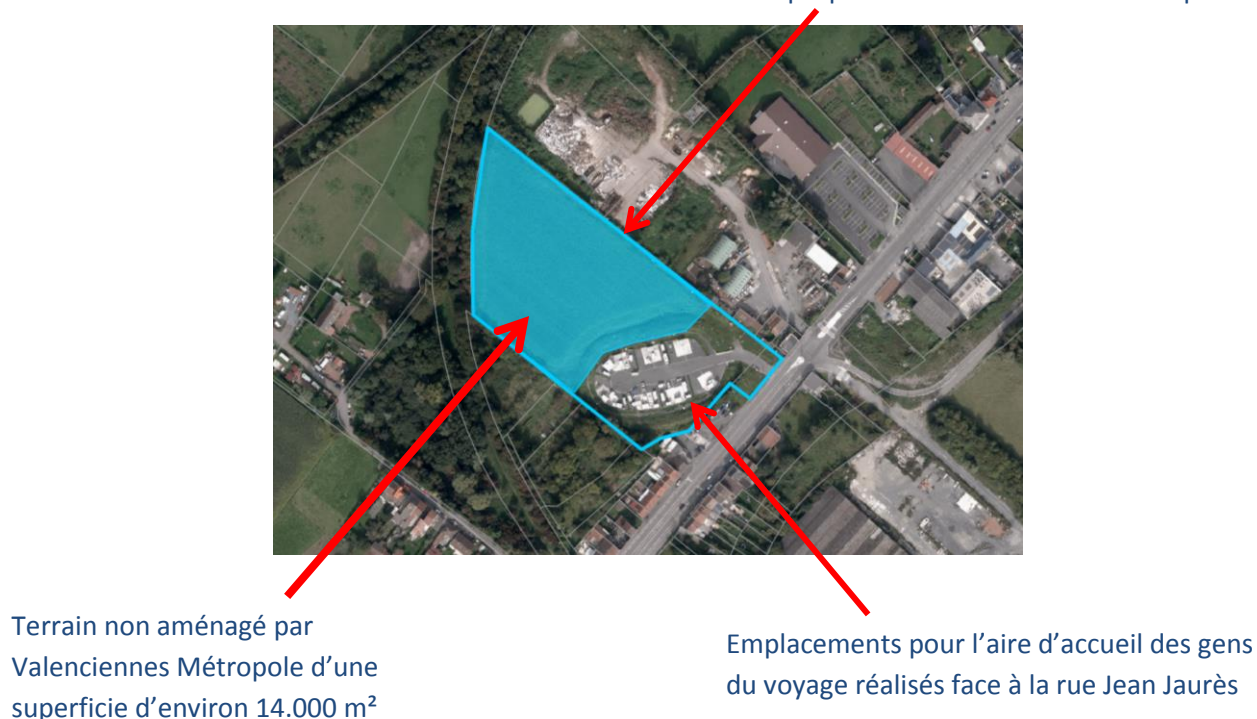 Terrain non aménagé par
Valenciennes Métropole d’une
superficie d’environ 14.000 m²
Emplacements pour l’aire d’accueil des gens
du voyage réalisés face à la rue Jean Jaurès